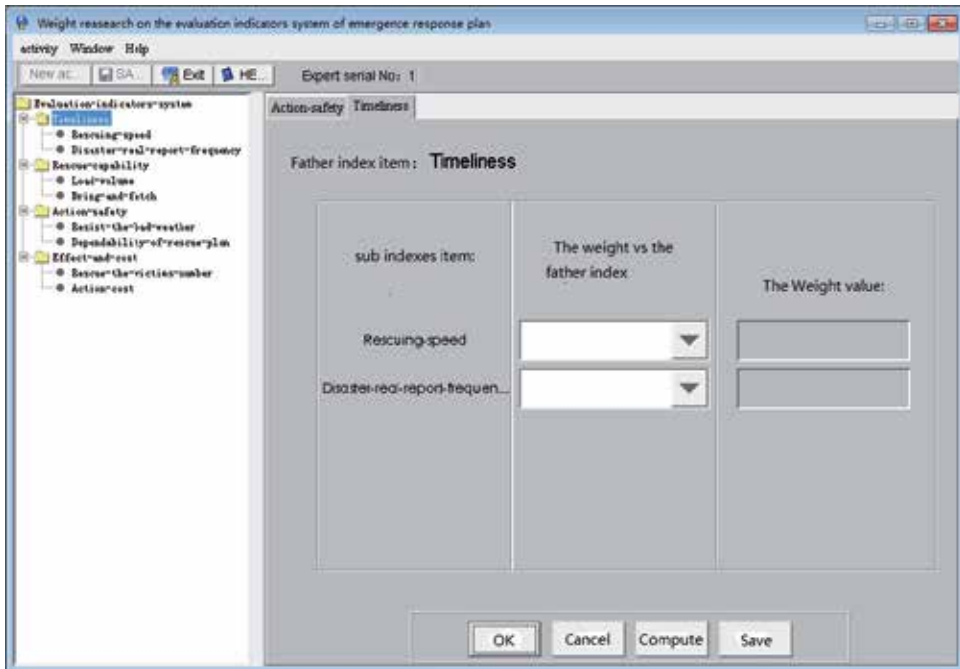 Weight reasearch on the evaluation indicators system of emergence response plan
activity Window Help
New ac... SA... Exit HE...
Expert serial No: 1
Evaluation-indicators-system
Timeliness
Rescuing-speed
Disaster-real-report-frequency
Rescue-capability
Load-volume
Bring-and-fetch
Action-safety
Resist-the-bad-weather
Dependability-of-rescue-plan
Effect-and-cost
Rescue-the-victims-number
Action-cost
Action-safety Timeliness
Father index item: Timeliness
sub indexes item:
The weight vs the
father index
The Weight value:
Rescuing-speed
Disaster-real-report-frequen...
OK Cancel Compute Save